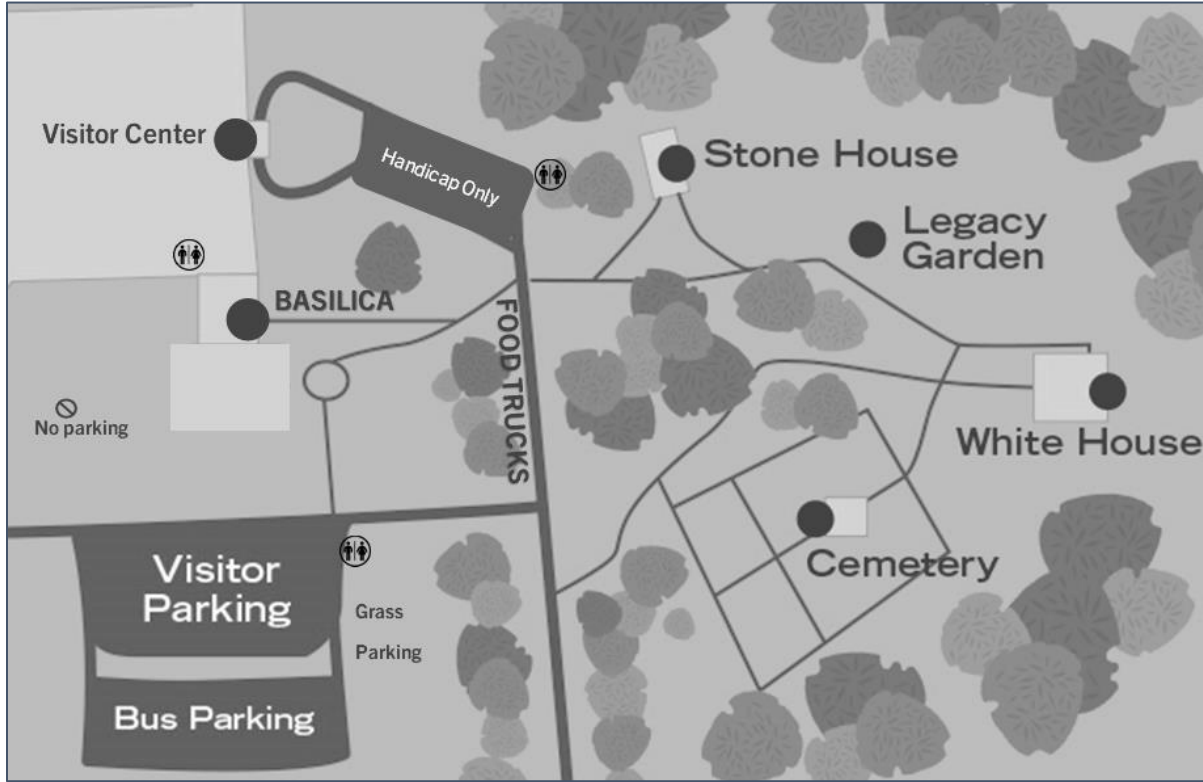 Visitor Center
Handicap Only
Stone House
Legacy
Garden
BASILICA
FOOD TRUCKS
No parking
White House
Visitor
Parking
Cemetery
Grass
Parking
Bus Parking